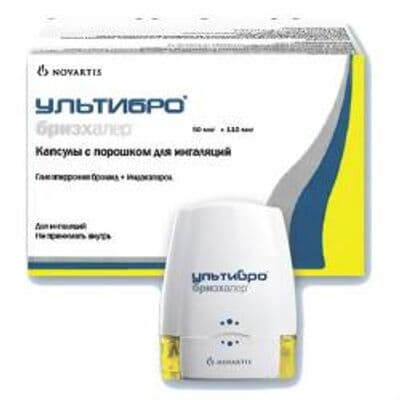 NOVARTIS
УЛЬТИБРО®
бризхалер®
50 мкг + 110 мкг
Капсулы с порошком для ингаляций
Гликопиррония бромид + Индакатерол
Для ингаляций
Не принимать внутрь
УЛЬТИБРО®
бризхалер®
NOVARTIS